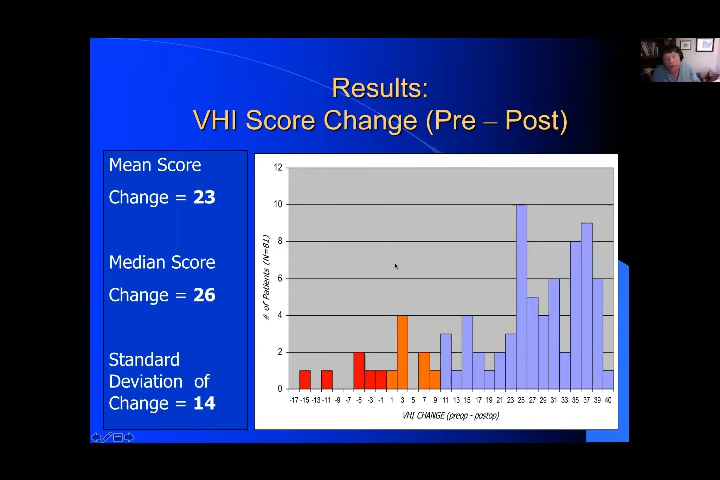 Results:
VHI Score Change (Pre – Post)
Mean Score
Change = 23
Median Score
Change = 26
Standard
Deviation of
Change = 14
12
10
8
6
4
2
0
# of Patients (N=81)
-17 -15 -13 -11 -9 -7 -5 -3 -1 1 3 5 7 9 11 13 15 17 19 21 23 25 27 29 31 33 35 37 39 40
VHI CHANGE (preop - postop)